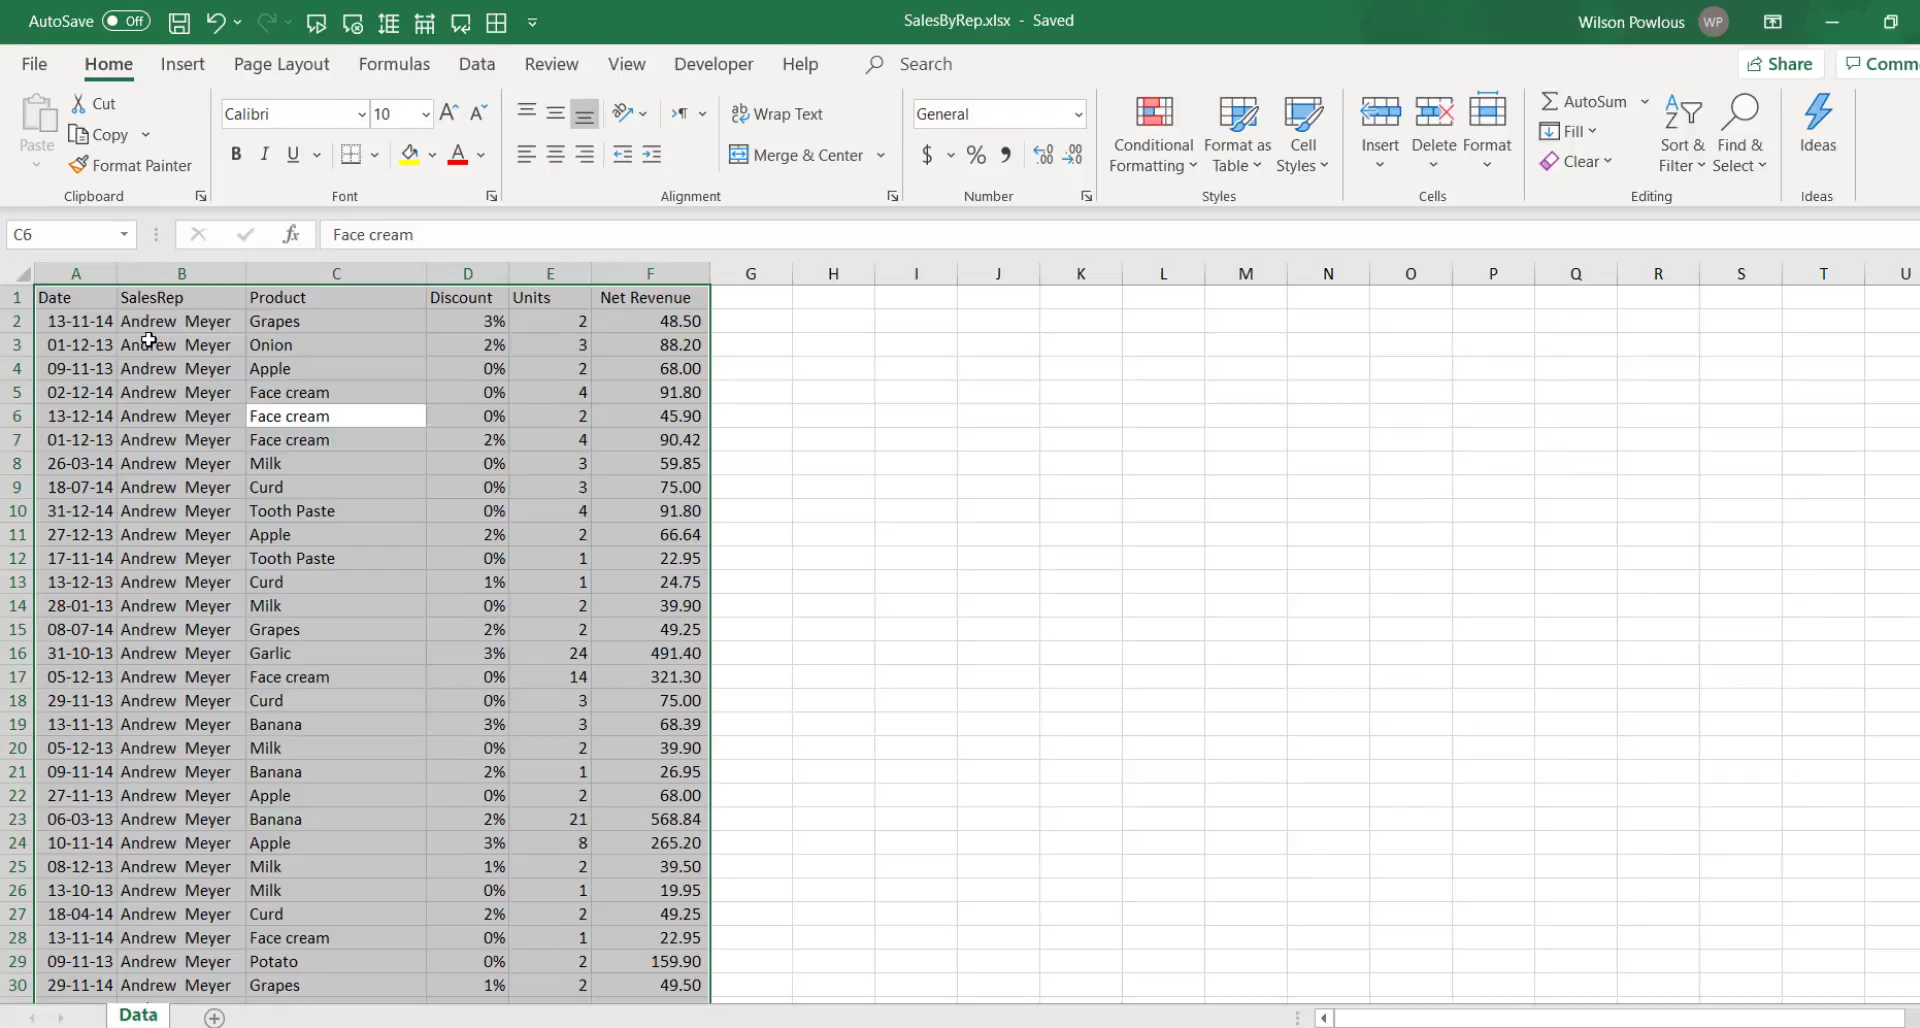 AutoSave Off SalesByRep.xlsx - Saved Wilson Powlous WP
File Home Insert Page Layout Formulas Data Review View Developer Help Search Share Comm
Paste Cut Copy Format Painter Clipboard
Calibri 10 A A B I U A Font
Wrap Text Merge & Center Alignment
General $ % Number
Conditional Formatting Format as Table Cell Styles Styles
Insert Delete Format Cells
AutoSum Fill Clear Sort & Filter Find & Select Editing
Ideas Ideas
C6 fx Face cream
A B C D E F G H I J K L M N O P Q R S T U
1 Date SalesRep Product Discount Units Net Revenue
2 13-11-14 Andrew Meyer Grapes 3% 2 48.50
3 01-12-13 Andrew Meyer Onion 2% 3 88.20
4 09-11-13 Andrew Meyer Apple 0% 2 68.00
5 02-12-14 Andrew Meyer Face cream 0% 4 91.80
6 13-12-14 Andrew Meyer Face cream 0% 2 45.90
7 01-12-13 Andrew Meyer Face cream 2% 4 90.42
8 26-03-14 Andrew Meyer Milk 0% 3 59.85
9 18-07-14 Andrew Meyer Curd 0% 3 75.00
10 31-12-14 Andrew Meyer Tooth Paste 0% 4 91.80
11 27-12-13 Andrew Meyer Apple 2% 2 66.64
12 17-11-14 Andrew Meyer Tooth Paste 0% 1 22.95
13 13-12-13 Andrew Meyer Curd 1% 1 24.75
14 28-01-13 Andrew Meyer Milk 0% 2 39.90
15 08-07-14 Andrew Meyer Grapes 2% 2 49.25
16 31-10-13 Andrew Meyer Garlic 3% 24 491.40
17 05-12-13 Andrew Meyer Face cream 0% 14 321.30
18 29-11-13 Andrew Meyer Curd 0% 3 75.00
19 13-11-13 Andrew Meyer Banana 3% 3 68.39
20 05-12-13 Andrew Meyer Milk 0% 2 39.90
21 09-11-14 Andrew Meyer Banana 2% 1 26.95
22 27-11-13 Andrew Meyer Apple 0% 2 68.00
23 06-03-13 Andrew Meyer Banana 2% 21 568.84
24 10-11-14 Andrew Meyer Apple 3% 8 265.20
25 08-12-13 Andrew Meyer Milk 1% 2 39.50
26 13-10-13 Andrew Meyer Milk 0% 1 19.95
27 18-04-14 Andrew Meyer Curd 2% 2 49.25
28 13-11-14 Andrew Meyer Face cream 0% 1 22.95
29 09-11-13 Andrew Meyer Potato 0% 2 159.90
30 29-11-14 Andrew Meyer Grapes 1% 2 49.50
Data